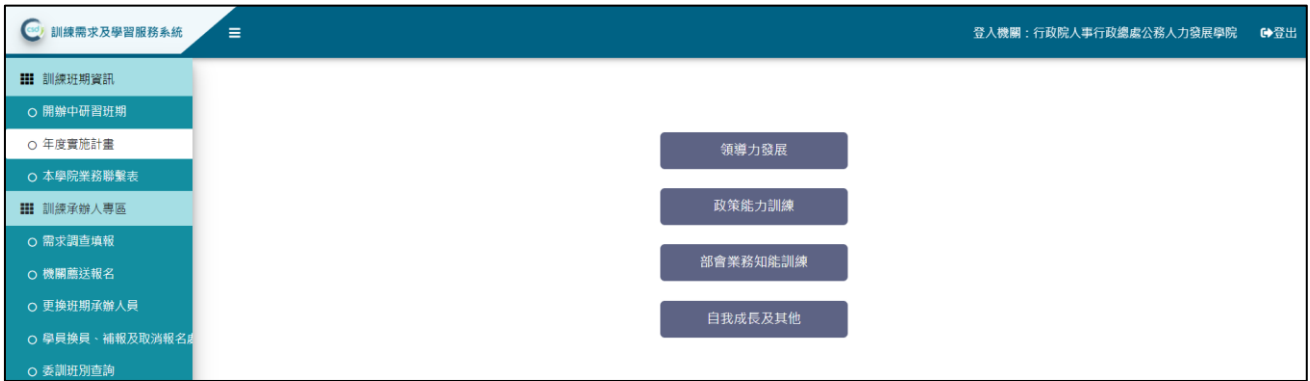 csdi 訓練需求及學習服務系統
登入機關：行政院人事行政總處公務人力發展學院 登出
訓練班期資訊
開辦中研習班期
年度實施計畫
本學院業務聯繫表
訓練承辦人專區
需求調查填報
機關薦送報名
更換班期承辦人員
學員換員、補報及取消報名
委訓班別查詢
領導力發展
政策能力訓練
部會業務知能訓練
自我成長及其他